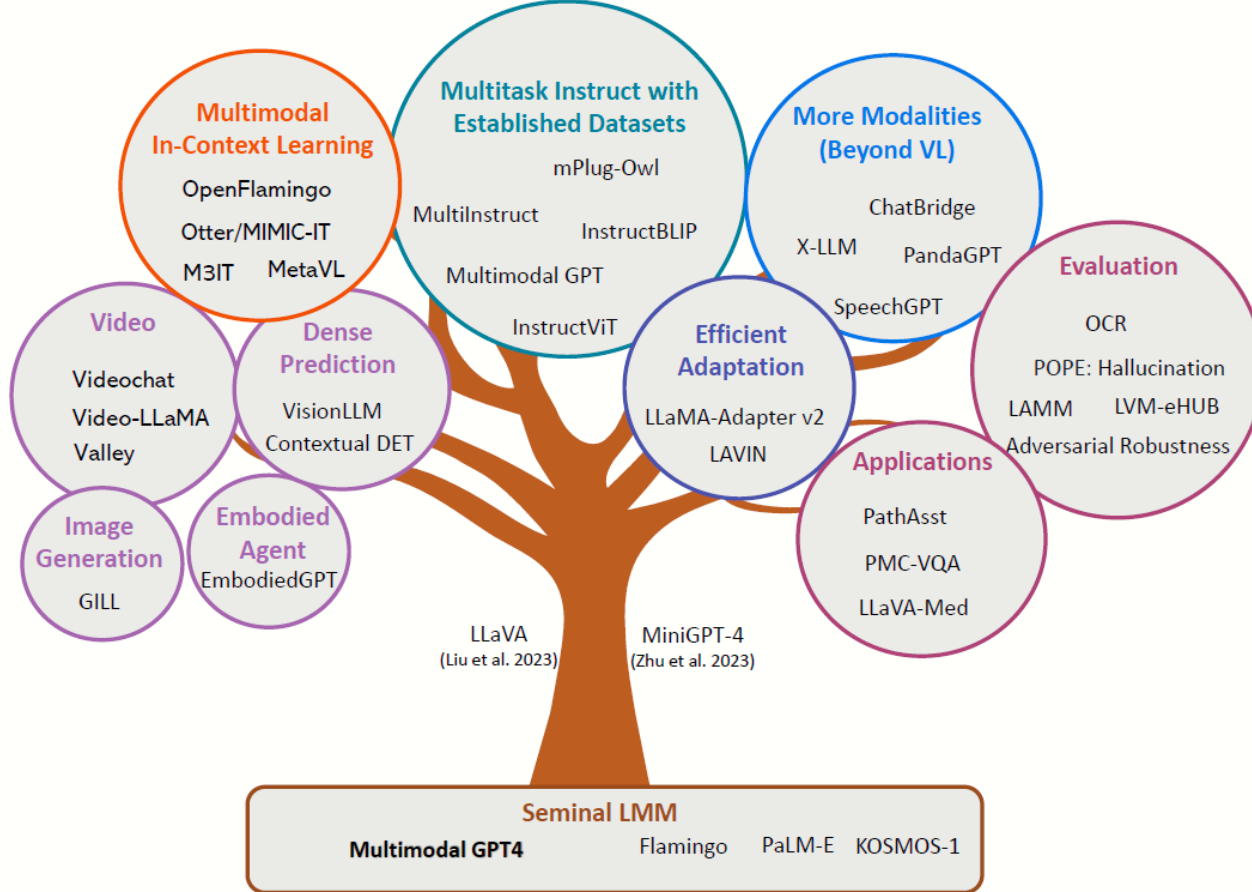 Multimodal
In-Context Learning
OpenFlamingo
Otter/MIMIC-IT
M3IT
MetaVL
Multitask Instruct with
Established Datasets
mPlug-Owl
MultiInstruct
InstructBLIP
Multimodal GPT
InstructViT
More Modalities
(Beyond VL)
ChatBridge
X-LLM
PandaGPT
SpeechGPT
Evaluation
OCR
POPE: Hallucination
LAMM
LVM-eHUB
Adversarial Robustness
Video
Videochat
Video-LLaMA
Valley
Dense
Prediction
VisionLLM
Contextual DET
Efficient
Adaptation
LLaMA-Adapter v2
LAVIN
Applications
PathAsst
PMC-VQA
LLaVA-Med
Image
Generation
GILL
Embodied
Agent
EmbodiedGPT
LLaVA
(Liu et al. 2023)
MiniGPT-4
(Zhu et al. 2023)
Seminal LMM
Multimodal GPT4
Flamingo
PaLM-E
KOSMOS-1